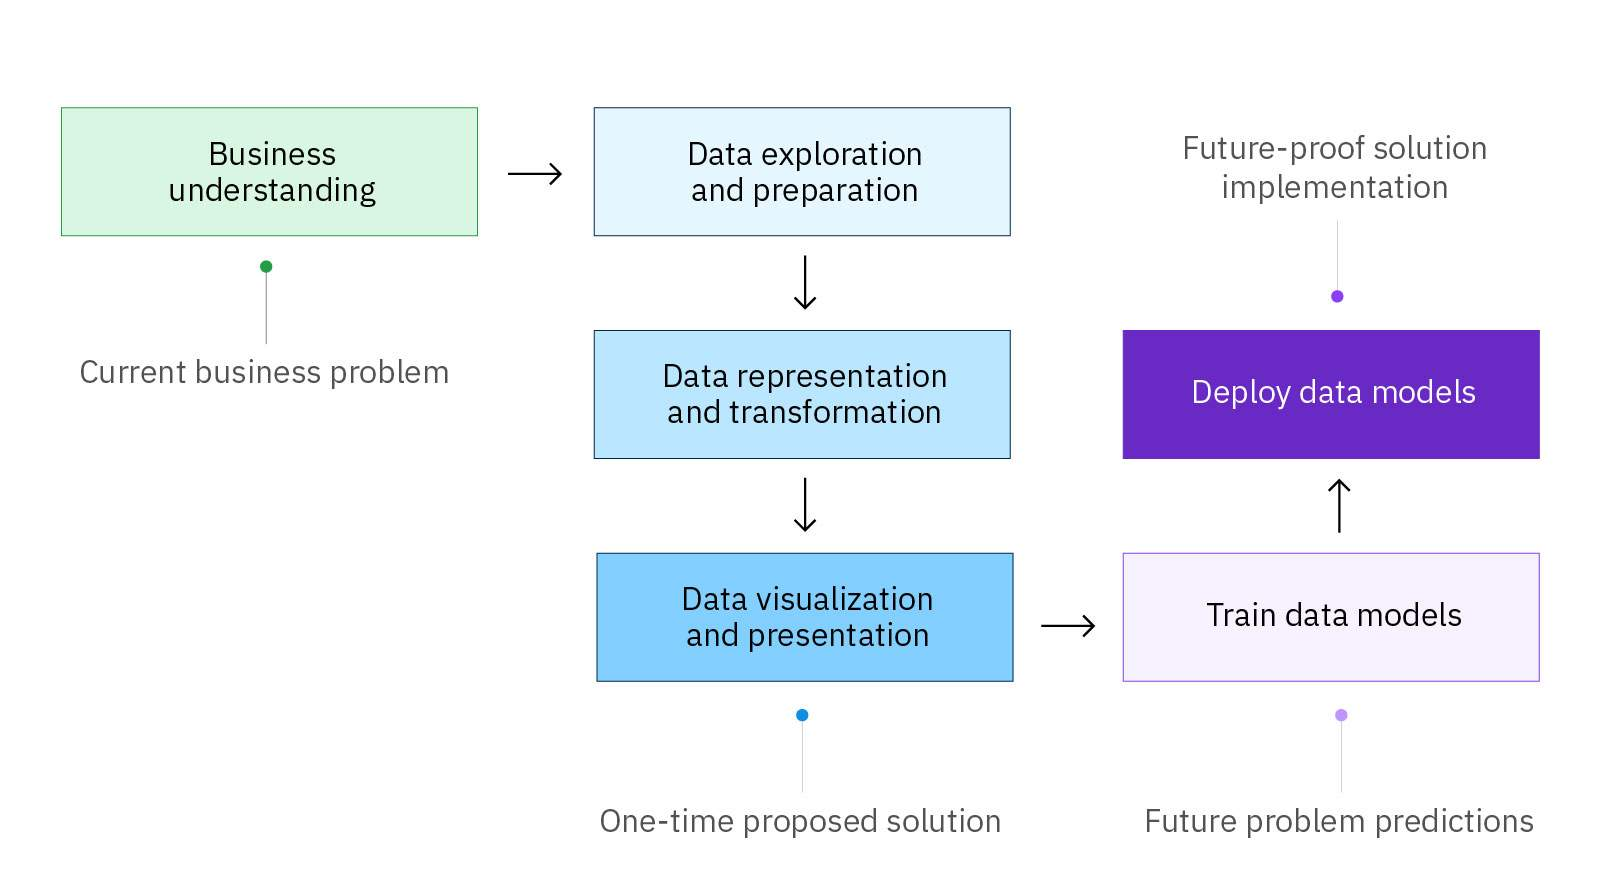 Business
understanding
Current business problem
Data exploration
and preparation
Data representation
and transformation
Data visualization
and presentation
One-time proposed solution
Train data models
Future problem predictions
Deploy data models
Future-proof solution
implementation